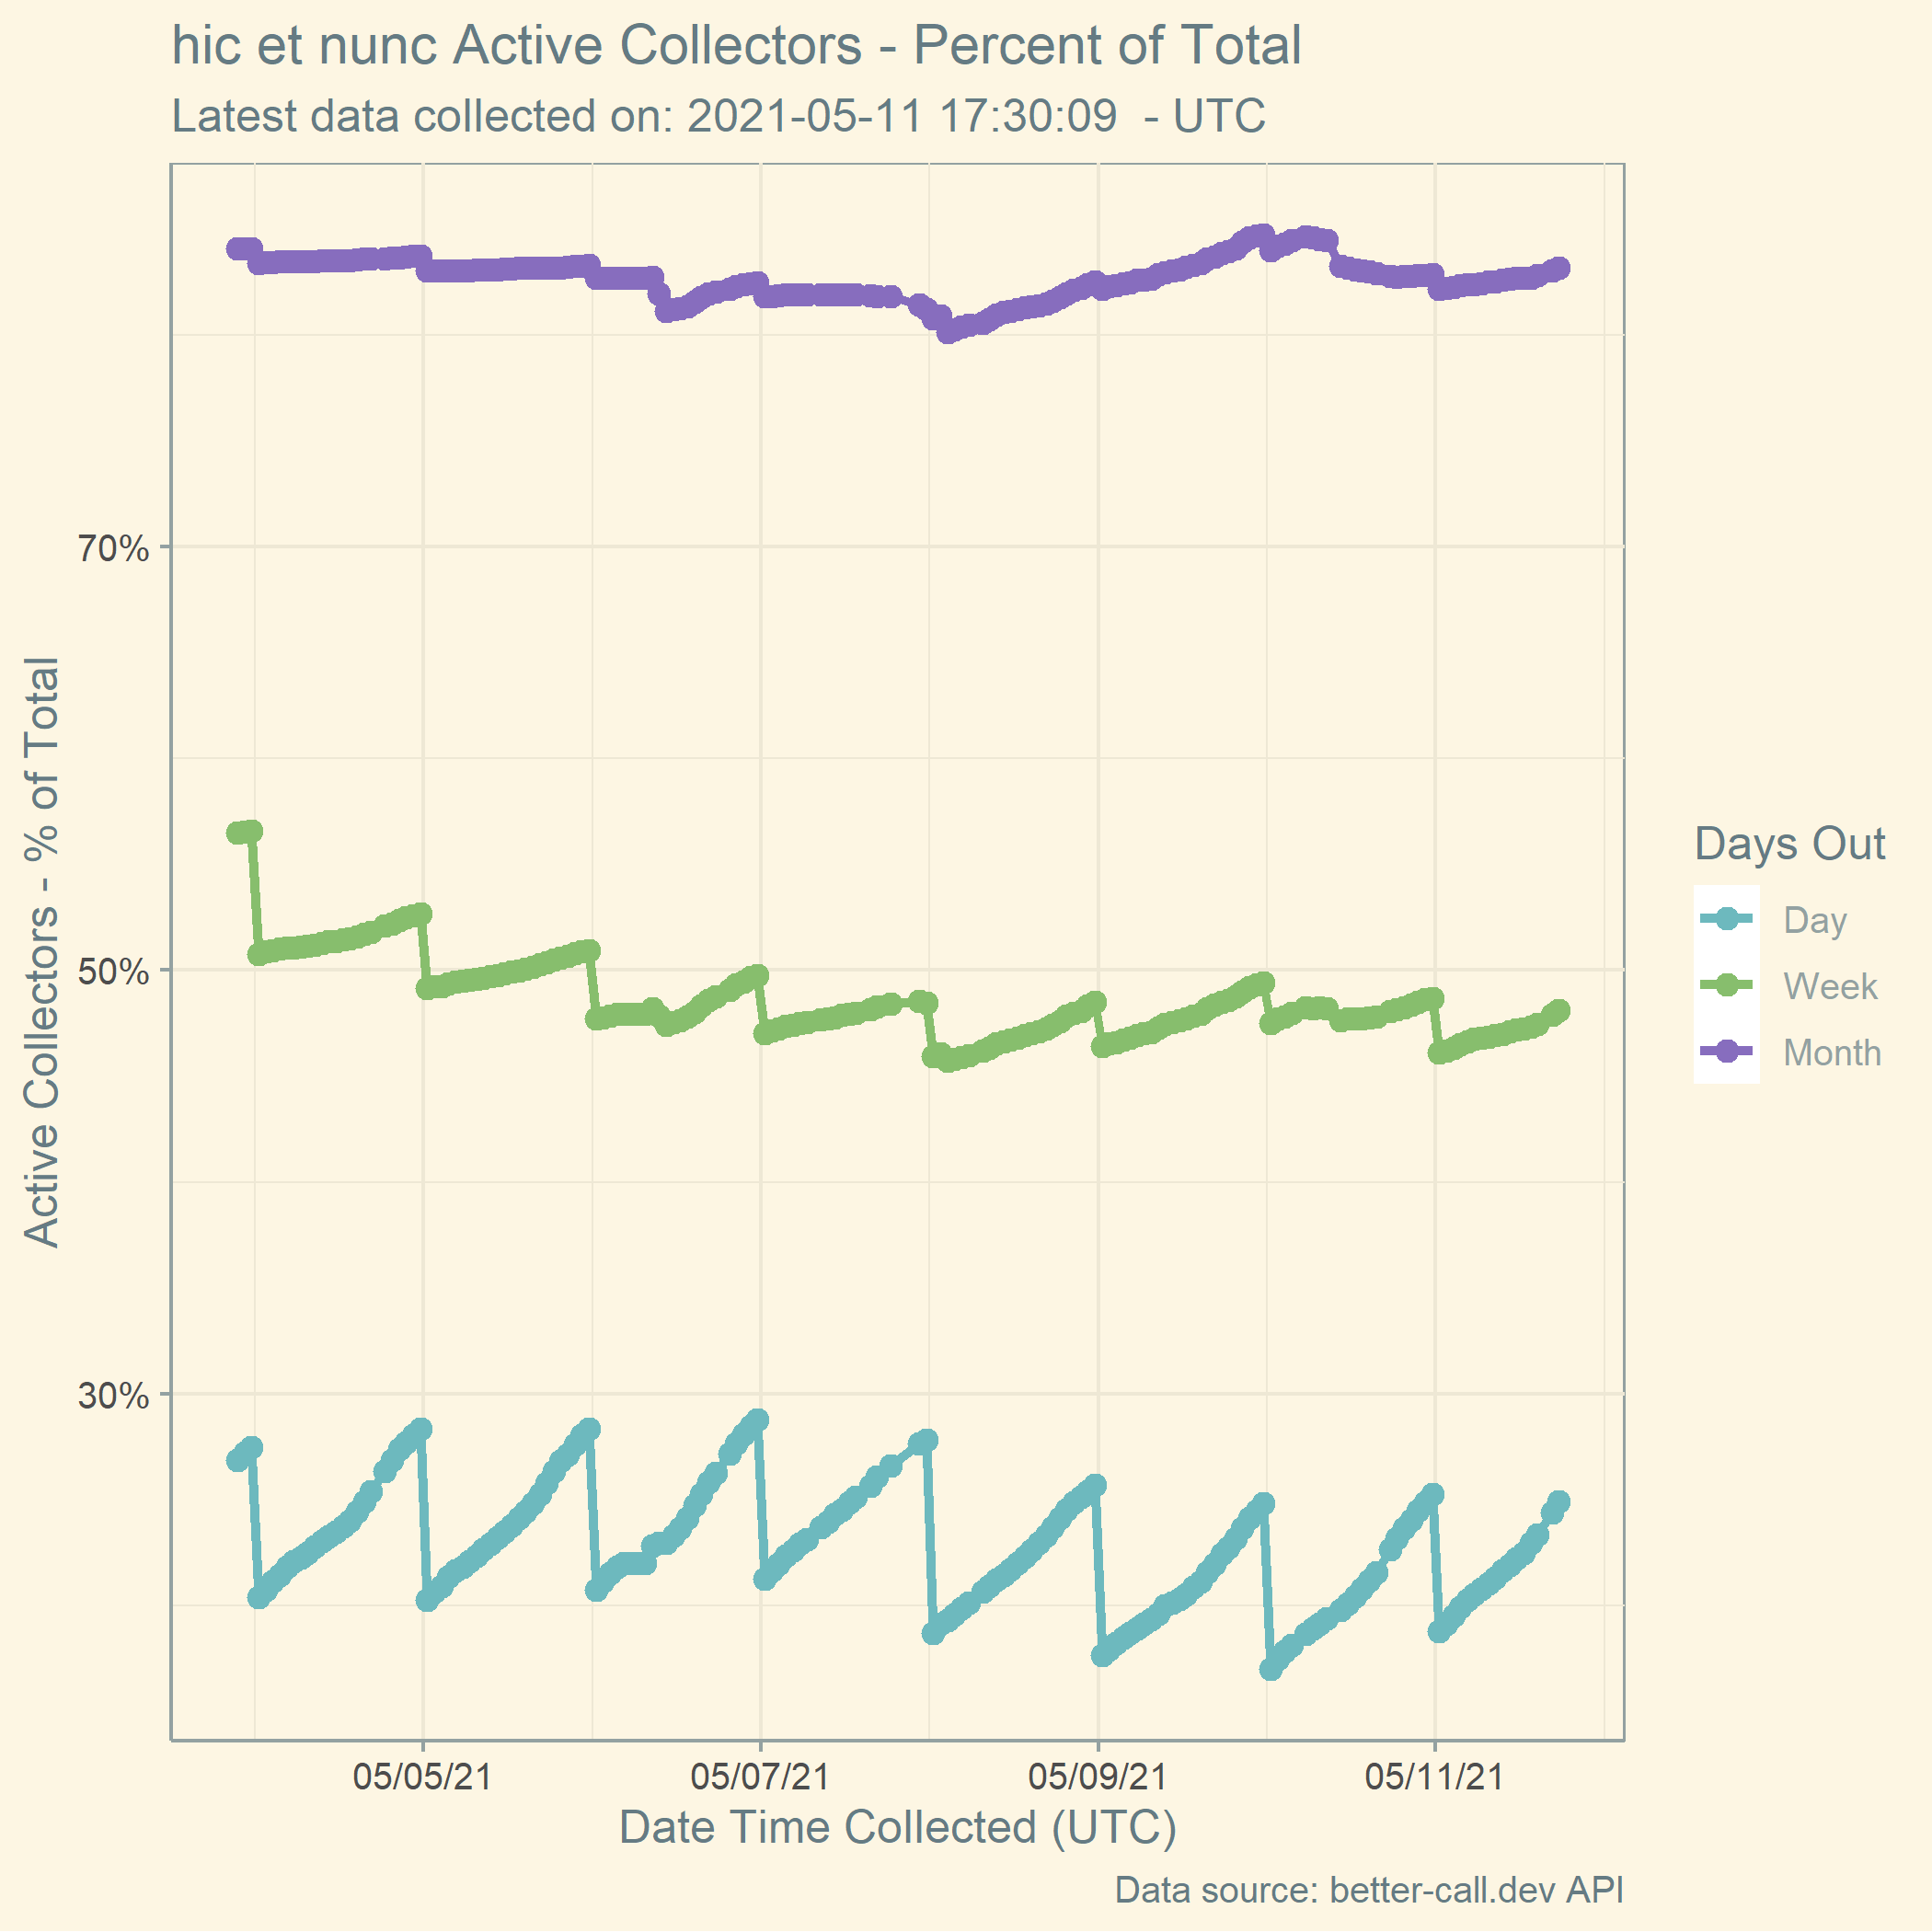 hic et nunc Active Collectors - Percent of Total
Latest data collected on: 2021-05-11 17:30:09  - UTC
Active Collectors - % of Total
70%
50%
30%
05/05/21
05/07/21
05/09/21
05/11/21
Date Time Collected (UTC)
Days Out
Day
Week
Month
Data source: better-call.dev API